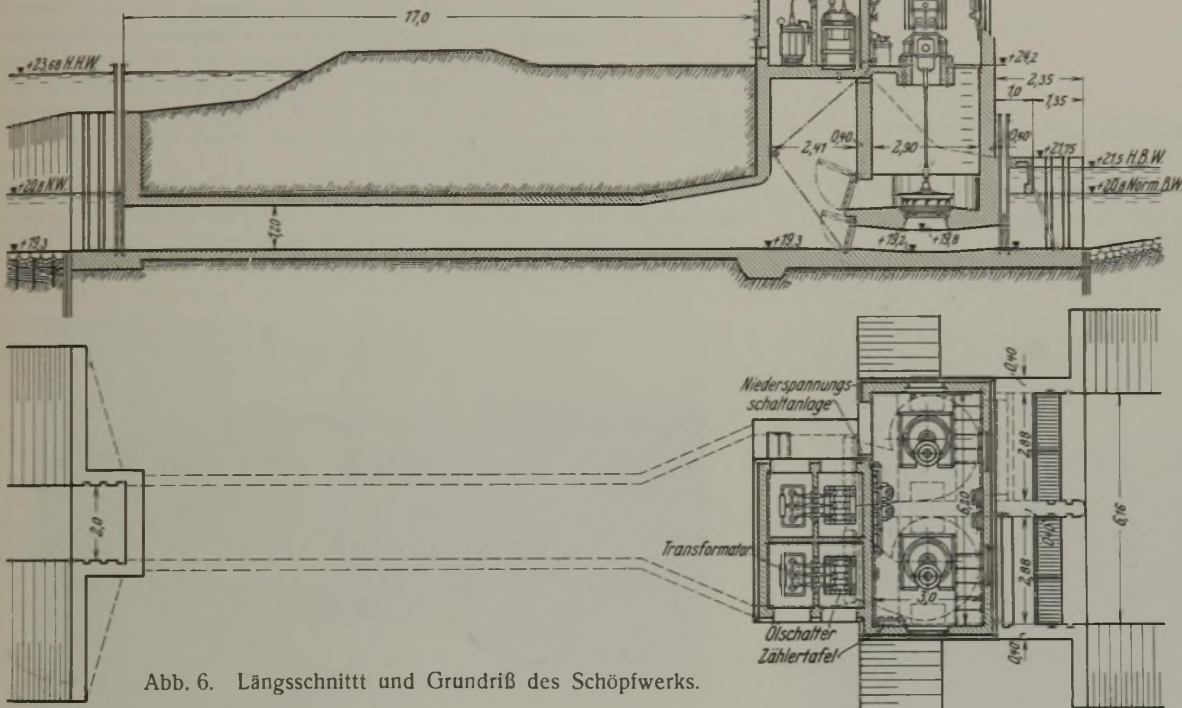 17,0
+23,68 H.H.W.
+24,2
2,35
1,0
1,35
0,40
2,41
2,90
0,40
+21,75
+21,5 H.B.W.
+20,8 N.W.
+20,8 Norm.B.W.
1,20
+19,3
+19,3
+19,2
+19,8
Niederspannungs-
schaltanlage
0,40
2,88
6,20
6,16
2,0
Transformator
2,88
3,0
Ölschalter
Zählertafel
0,40
Abb. 6. Längsschnittt und Grundriß des Schöpfwerks.